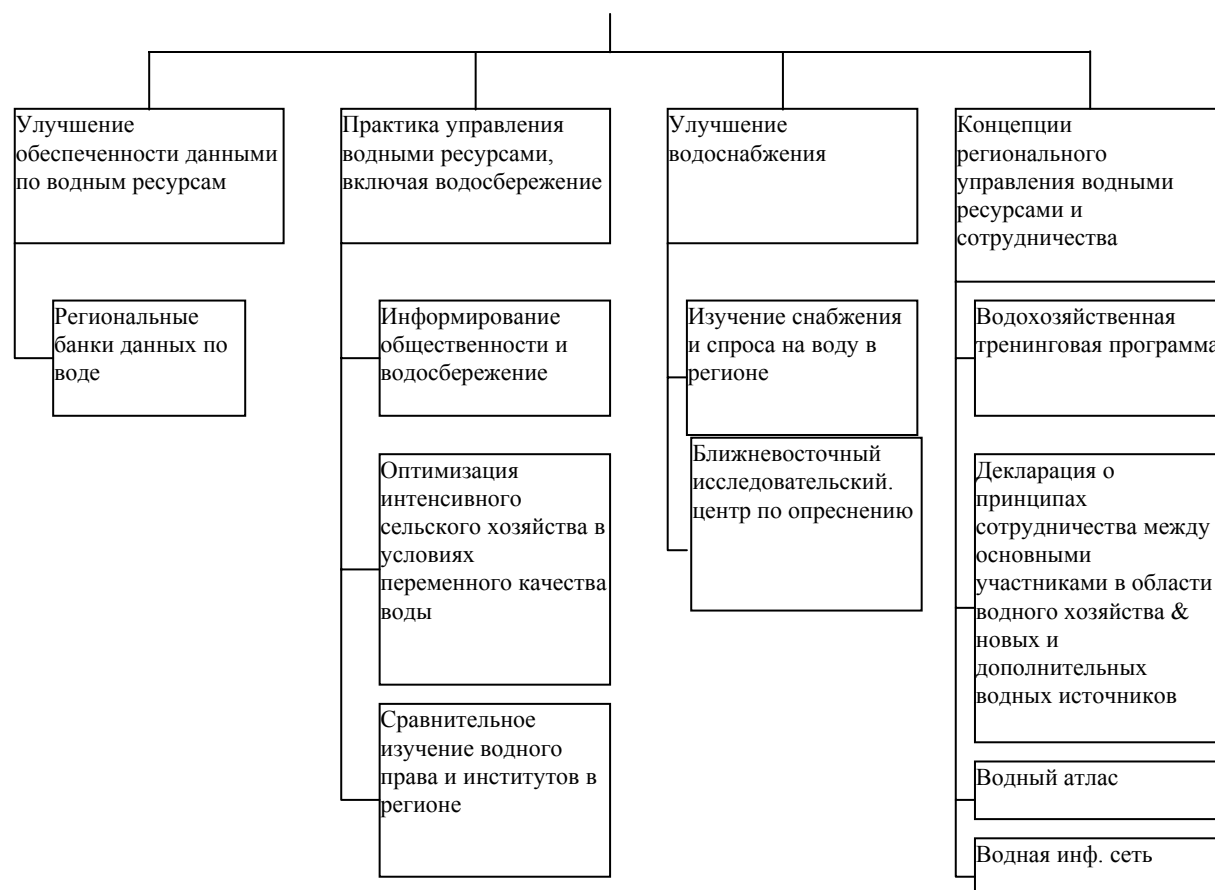 Улучшение
обеспеченности данными
по водным ресурсам
Региональные
банки данных по
воде
Практика управления
водными ресурсами,
включая водосбережение
Информирование
общественности и
водосбережение
Оптимизация
интенсивного
сельского хозяйства в
условиях
переменного качества
воды
Сравнительное
изучение водного
права и институтов в
регионе
Улучшение
водоснабжения
Изучение снабжения
и спроса на воду в
регионе
Ближневосточный
исследовательский.
центр по опреснению
Концепции
регионального
управления водными
ресурсами и
сотрудничества
Водохозяйственная
тренинговая программа
Декларация о
принципах
сотрудничества между
основными
участниками в области
водного хозяйства &
новых и
дополнительных
водных источников
Водный атлас
Водная инф. сеть